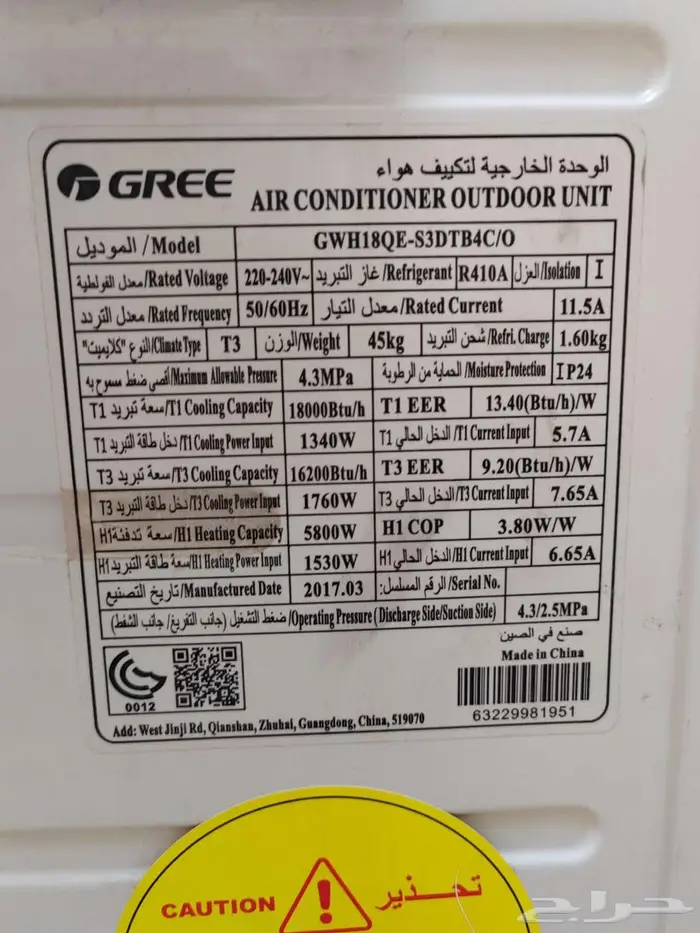 الوحدة الخارجية لتكييف هواء
GREE AIR CONDITIONER OUTDOOR UNIT
الموديل/Model GWH18QE-S3DTB4C/O
معدل الفولطية/Rated Voltage 220-240V~ غاز التبريد/Refrigerant R410A العزل/Isolation I
معدل التردد/Rated Frequency 50/60Hz معدل التيار/Rated Current 11.5A
النوع "كلايميت"/Climate Type T3 الوزن/Weight 45kg شحن التبريد/Refri. Charge 1.60kg
أقصي ضغط مسموح به/Maximum Allowable Pressure 4.3MPa الحماية من الرطوبة/Moisture Protection IP24
سعة تبريد T1/T1 Cooling Capacity 18000Btu/h T1 EER 13.40(Btu/h)/W
دخل طاقة التبريد T1/T1 Cooling Power Input 1340W الدخل الحالي T1/T1 Current Input 5.7A
سعة تبريد T3/T3 Cooling Capacity 16200Btu/h T3 EER 9.20(Btu/h)/W
دخل طاقة التبريد T3/T3 Cooling Power Input 1760W الدخل الحالي T3/T3 Current Input 7.65A
سعة تدفئة H1/H1 Heating Capacity 5800W H1 COP 3.80W/W
سعة طاقة التبريد H1/H1 Heating Power Input 1530W الدخل الحالي H1/H1 Current Input 6.65A
تاريخ التصنيع/Manufactured Date 2017.03 الرقم المسلسل:/Serial No.
ضغط التشغيل (جانب التفريغ/ جانب الشفط)/Operating Pressure (Discharge Side/Suction Side) 4.3/2.5MPa
صنع في الصين
Made in China
0012
63229981951
Add: West Jinji Rd, Qianshan, Zhuhai, Guangdong, China, 519070
CAUTION تحذير
حراج